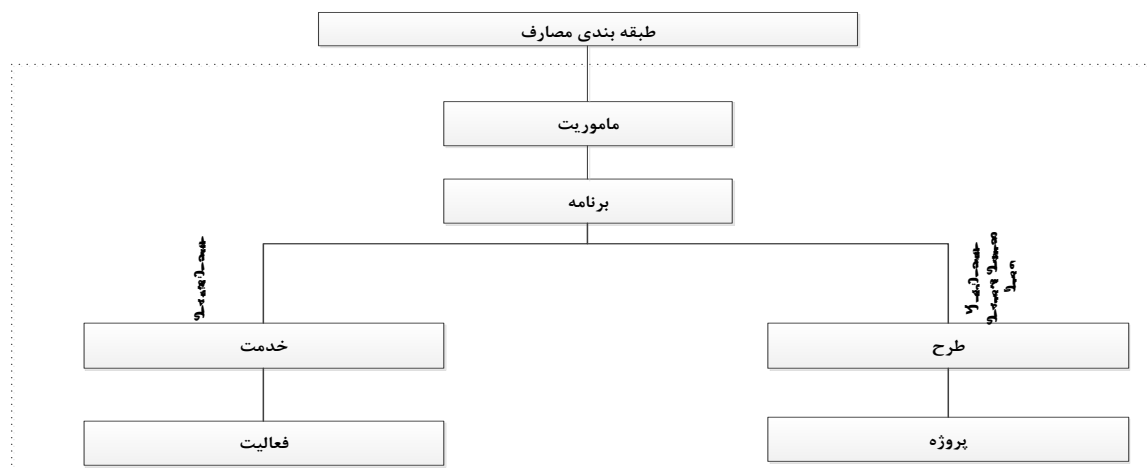 طبقه بندی مصارف
ماموریت
برنامه
طرح
خدمت
پروژه
فعالیت